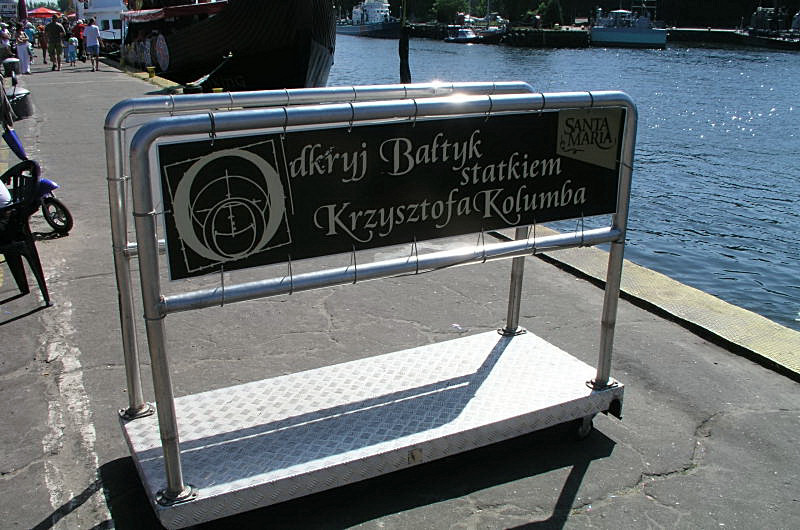 Odkryj Bałtyk
statkiem
Krzysztofa Kolumba
SANTA
MARIA